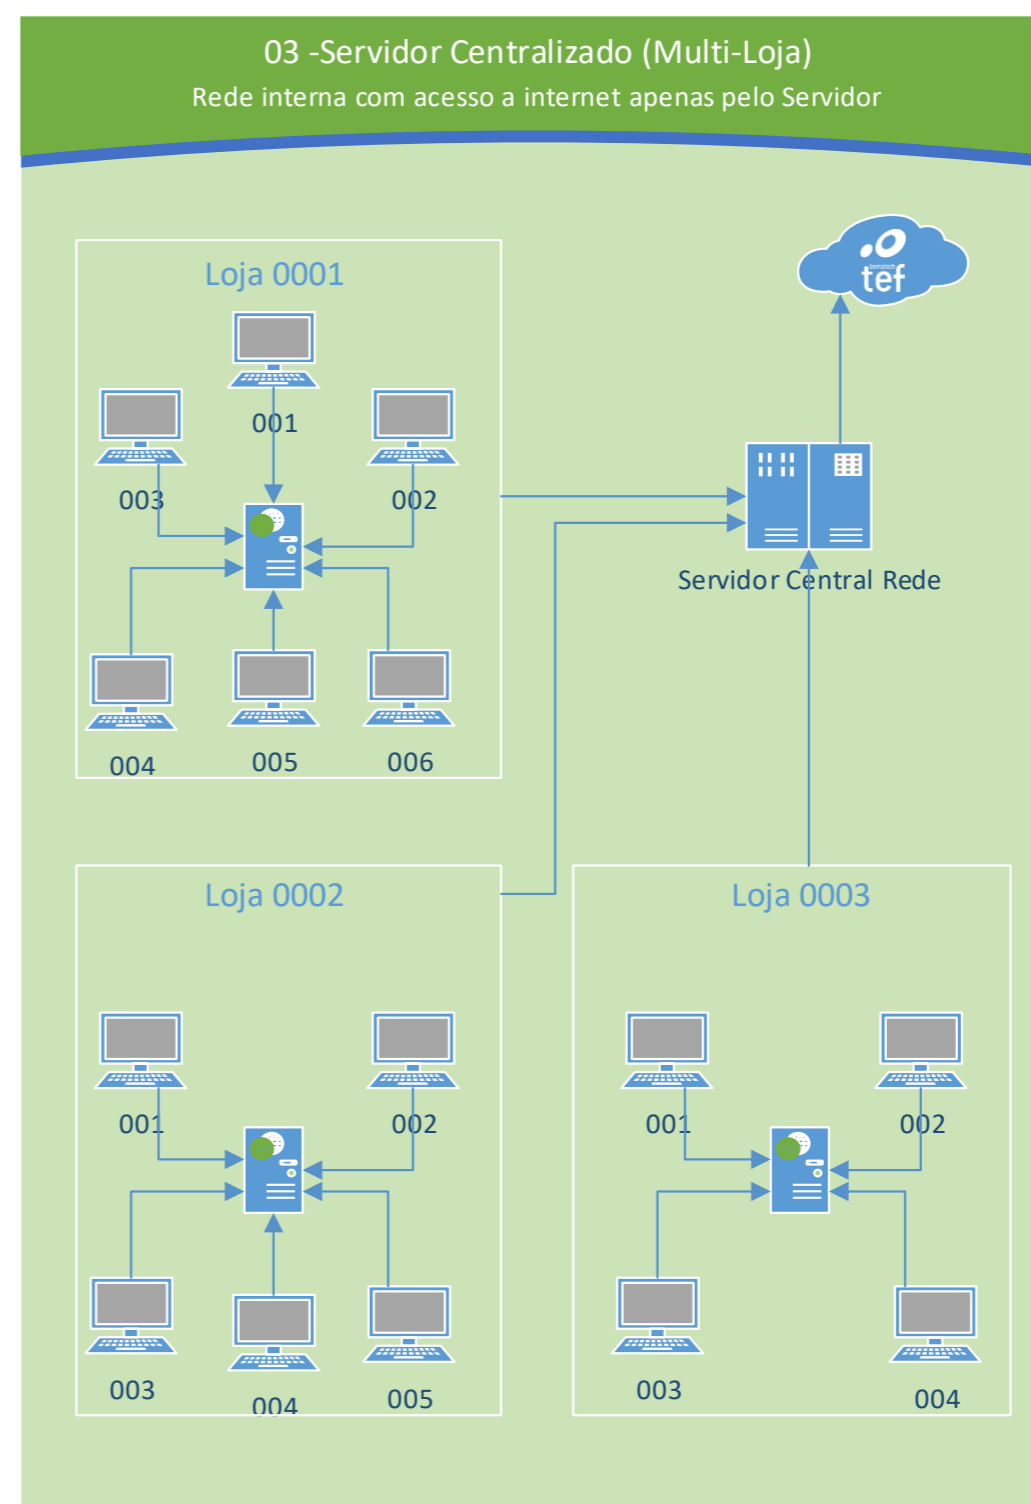 03 -Servidor Centralizado (Multi-Loja)
Rede interna com acesso a internet apenas pelo Servidor
bematech
tef
Loja 0001
001
003
002
004
005
006
Servidor Central Rede
Loja 0002
001
002
003
004
005
Loja 0003
001
002
003
004